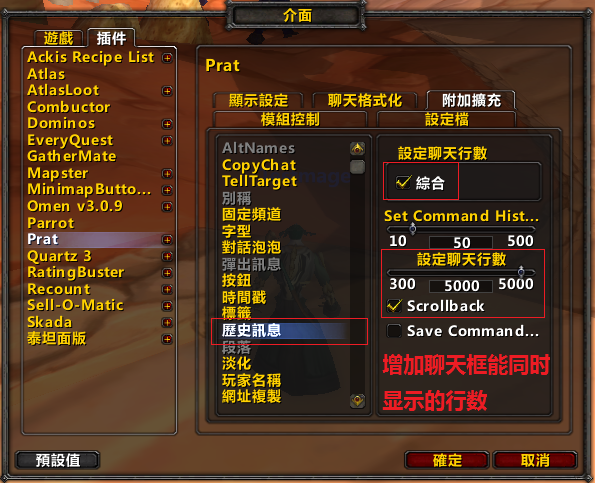 介面
遊戲 插件
Ackis Recipe List
Atlas
AtlasLoot
Combuctor
Dominos
EveryQuest
GatherMate
Mapster
MinimapButto...
Omen v3.0.9
Parrot
Prat
Quartz 3
RatingBuster
Recount
Sell-O-Matic
Skada
泰坦面版
Prat
顯示設定 聊天格式化 附加擴充
模組控制 設定檔
AltNames
CopyChat
TellTarget
別稱
固定頻道
字型
對話泡泡
彈出訊息
按鈕
時間戳
標籤
歷史訊息
段落
淡化
玩家名稱
網址複製
設定聊天行數
綜合
Set Command Hist...
10 50 500
設定聊天行數
300 5000 5000
Scrollback
Save Command...
增加聊天框能同时
显示的行数
預設值 確定 取消